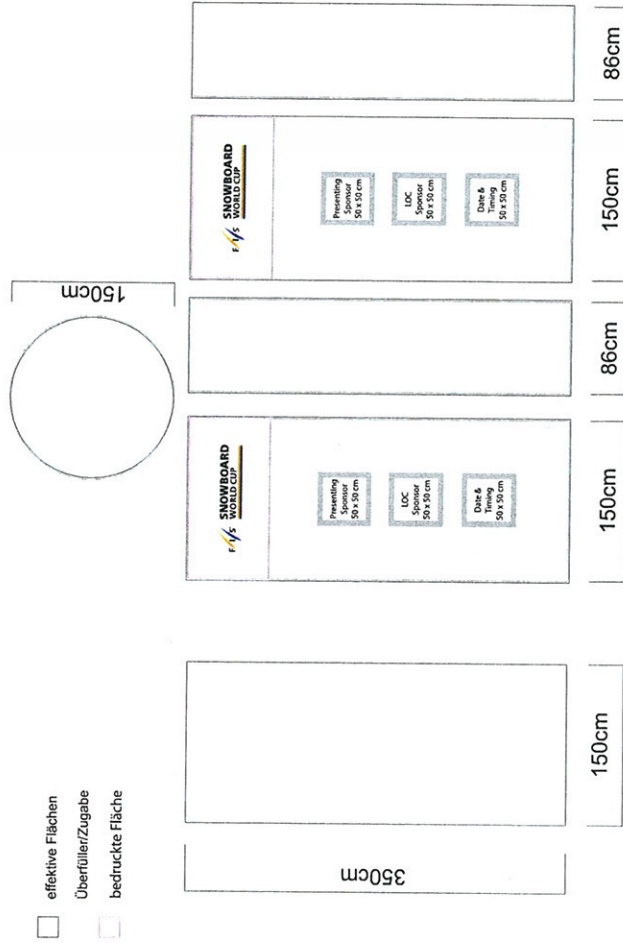 effektive Flächen
Überfüller/Zugabe
bedruckte Fläche
350cm
150cm
150cm
F/I/S SNOWBOARD
WORLD CUP
Presenting
Sponsor
50 x 50 cm
LOC
Sponsor
50 x 50 cm
Date &
Timing
50 x 50 cm
150cm
86cm
F/I/S SNOWBOARD
WORLD CUP
Presenting
Sponsor
50 x 50 cm
LOC
Sponsor
50 x 50 cm
Date &
Timing
50 x 50 cm
150cm
86cm